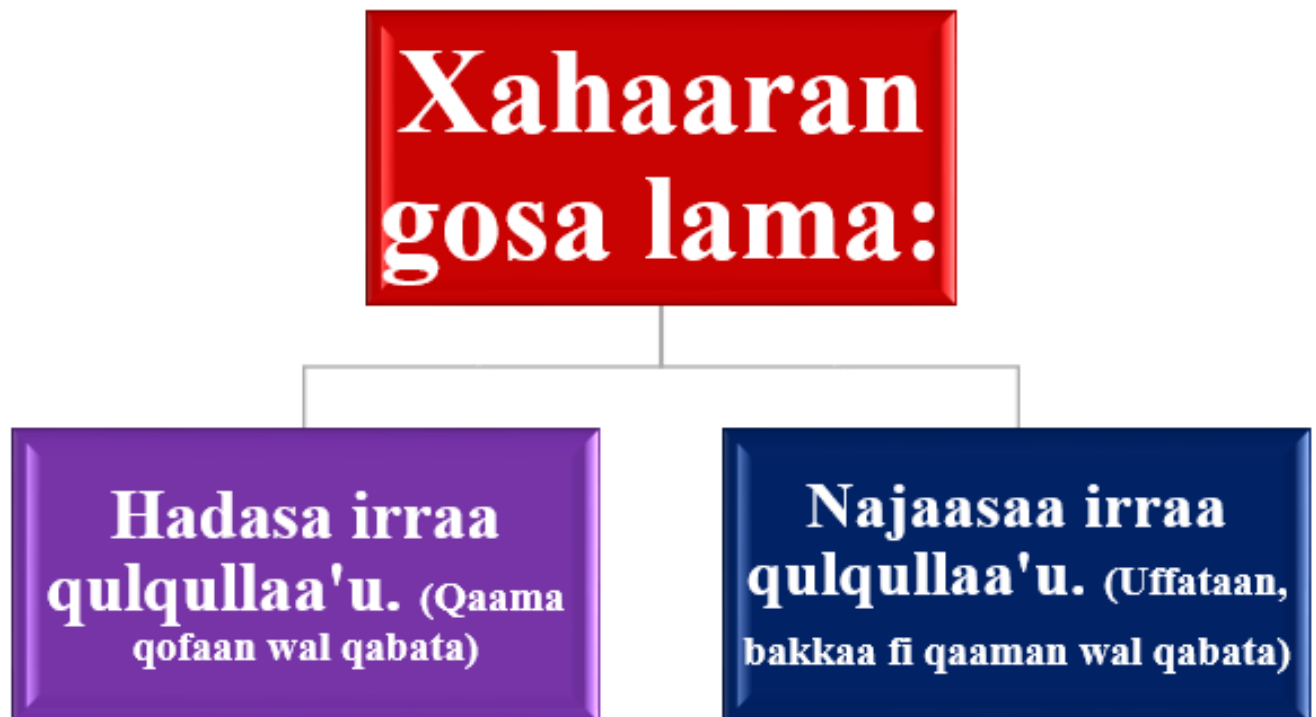 Xahaaran
gosa lama:
Hadasa irraa
qulqullaa'u. (Qaama
qofaan wal qabata)
Najaasaa irraa
qulqullaa'u. (Uffataan,
bakkaa fi qaaman wal qabata)